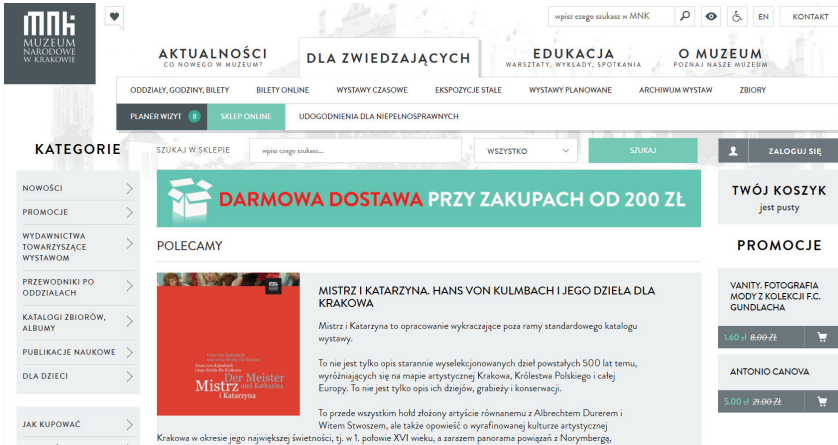 mnk
MUZEUM
NARODOWE
W KRAKOWIE
wpisz czego szukasz w MNK
EN
KONTAKT
AKTUALNOŚCI
CO NOWEGO W MUZEUM?
DLA ZWIEDZAJĄCYCH
EDUKACJA
WARSZTATY, WYKŁADY, SPOTKANIA
O MUZEUM
POZNAJ NASZE MUZEUM
ODDZIAŁY, GODZINY, BILETY
BILETY ONLINE
WYSTAWY CZASOWE
EKSPOZYCJE STAŁE
WYSTAWY PLANOWANE
ARCHIWUM WYSTAW
ZBIORY
PLANER WIZYT 8
SKLEP ONLINE
UDOGODNIENIA DLA NIEPEŁNOSPRAWNYCH
KATEGORIE
NOWOŚCI
PROMOCJE
WYDAWNICTWA
TOWARZYSZĄCE
WYSTAWOM
PRZEWODNIKI PO
ODDZIAŁACH
KATALOGI ZBIORÓW,
ALBUMY
PUBLIKACJE NAUKOWE
DLA DZIECI
JAK KUPOWAĆ
SZUKAJ W SKLEPIE
wpisz czego szukasz...
WSZYSTKO
SZUKAJ
DARMOWA DOSTAWA PRZY ZAKUPACH OD 200 ZŁ
POLECAMY
Der Meister
und Katharina
Mistrz
i Katarzyna
MISTRZ I KATARZYNA. HANS VON KULMBACH I JEGO DZIEŁA DLA
KRAKOWA
Mistrz i Katarzyna to opracowanie wykraczające poza ramy standardowego katalogu
wystawy.
To nie jest tylko opis starannie wyselekcjonowanych dzieł powstałych 500 lat temu,
wyróżniających się na mapie artystycznej Krakowa, Królestwa Polskiego i całej
Europy. To nie jest tylko opis ich dziejów, grabieży i konserwacji.
To przede wszystkim hołd złożony artyście równanemu z Albrechtem Durerem i
Witem Stwoszem, ale także opowieść o wyrafinowanej kulturze artystycznej
Krakowa w okresie jego największej świetności, tj. w 1. połowie XVI wieku, a zarazem panorama powiązań z Norymbergą,
ZALOGUJ SIĘ
TWÓJ KOSZYK
jest pusty
PROMOCJE
VANITY. FOTOGRAFIA
MODY Z KOLEKCJI F.C.
GUNDLACHA
1.60 zł 8.00 ZŁ
ANTONIO CANOVA
5.00 zł 21.00 ZŁ